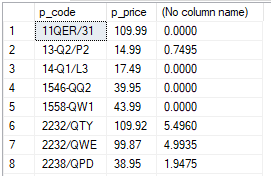 p_code p_price (No column name)
1 11QER/31 109.99 0.0000
2 13-Q2/P2 14.99 0.7495
3 14-Q1/L3 17.49 0.0000
4 1546-QQ2 39.95 0.0000
5 1558-QW1 43.99 0.0000
6 2232/QTY 109.92 5.4960
7 2232/QWE 99.87 4.9935
8 2238/QPD 38.95 1.9475